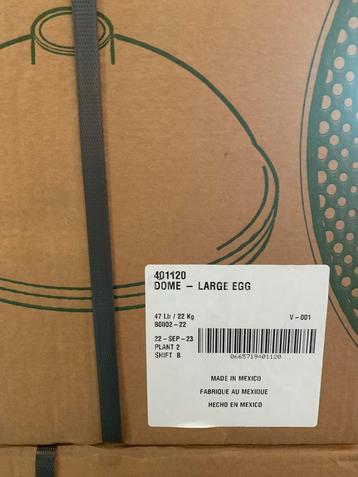 401120
DOME – LARGE EGG
47 Lb / 22 Kg V – 001
B0002 – 22
22 – SEP – 23
PLANT 2
SHIFT B
0665719401120
MADE IN MEXICO
FABRIQUE AU MEXIQUE
HECHO EN MEXICO